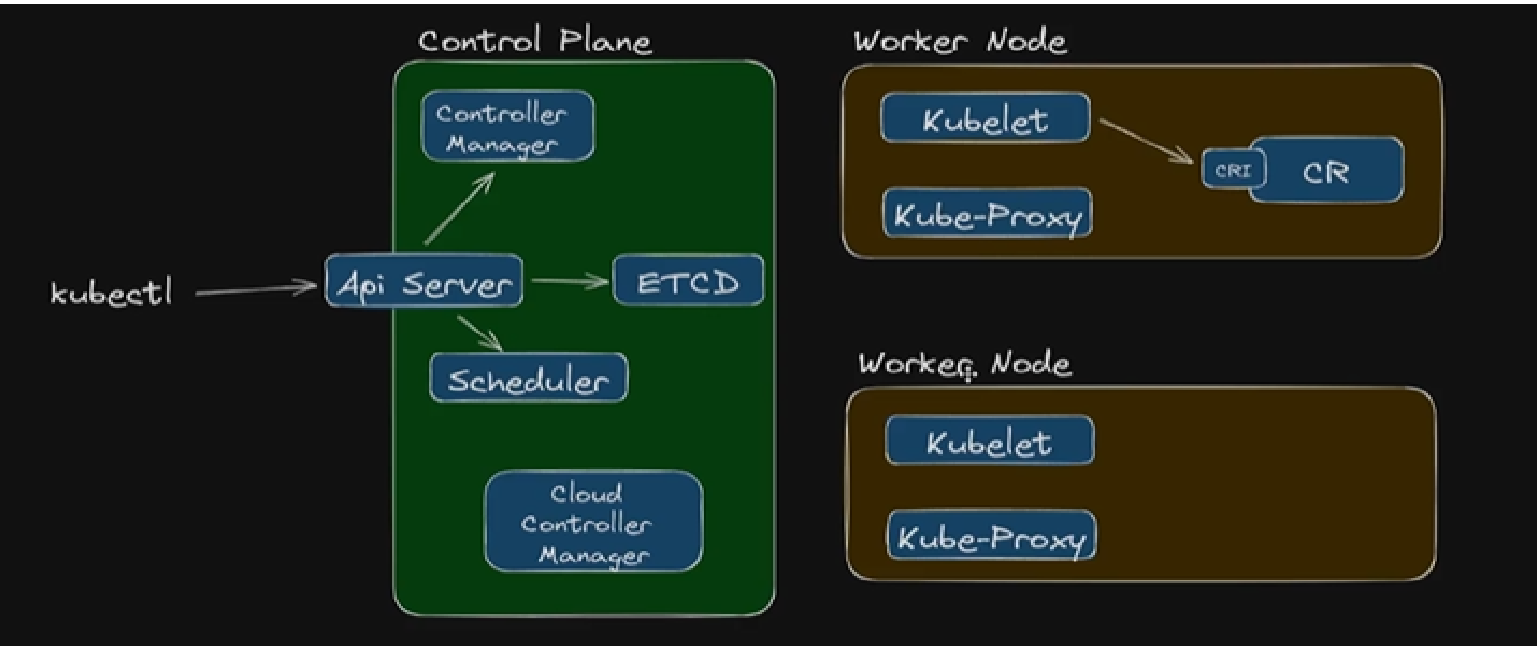 Control Plane
Controller
Manager
kubectl
Api Server
ETCD
Scheduler
Cloud
Controller
Manager
Worker Node
Kubelet
CRI
CR
Kube-Proxy
Worker Node
Kubelet
Kube-Proxy